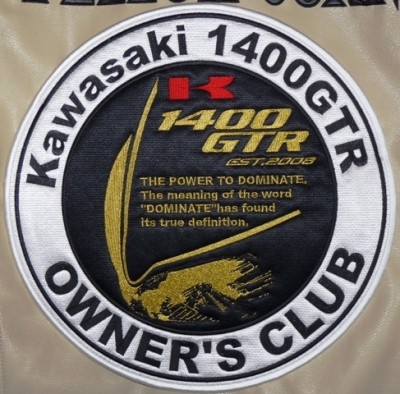 Kawasaki 1400GTR
K
1400
GTR
EST.2008
THE POWER TO DOMINATE.
The meaning of the word
"DOMINATE" has found
its true definition.
OWNER'S CLUB